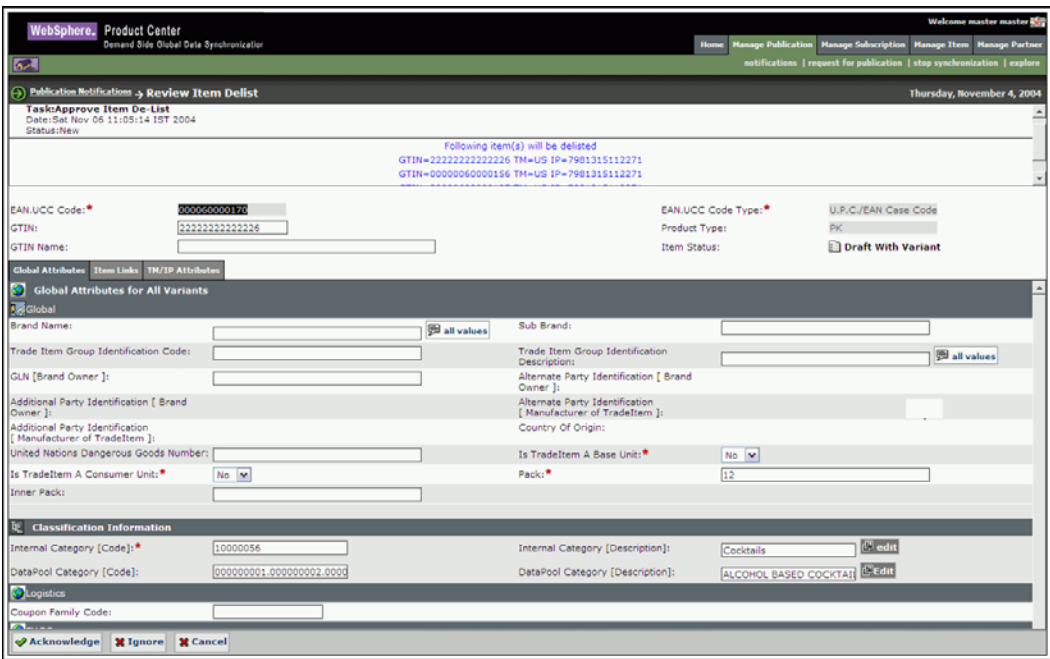 Welcome master master
WebSphere. Product Center
Demand Side Global Data Synchronization
Home Manage Publication Manage Subscription Manage Item Manage Partner
notifications | request for publication | stop synchronization | explore
Publication Notifications → Review Item Delist Thursday, November 4, 2004
Task:Approve Item De-List
Date:Sat Nov 06 11:05:14 IST 2004
Status:New
Following item(s) will be delisted
GTIN=22222222222226 TM=US IP=7981315112271
GTIN=00000060000156 TM=US IP=7981315112271
EAN.UCC Code:* 000060000170 EAN.UCC Code Type:* U.P.C./EAN Case Code
GTIN: 22222222222226 Product Type: PK
GTIN Name: Item Status: Draft With Variant
Global Attributes Item Links TM/IP Attributes
Global Attributes for All Variants
Global
Brand Name: all values Sub Brand:
Trade Item Group Identification Code: Trade Item Group Identification
Description: all values
GLN [Brand Owner ]: Alternate Party Identification [ Brand
Owner ]:
Additional Party Identification [ Brand
Owner ]: Alternate Party Identification
[ Manufacturer of TradeItem ]:
Additional Party Identification
[ Manufacturer of TradeItem ]: Country Of Origin:
United Nations Dangerous Goods Number: Is TradeItem A Base Unit:* No
Is TradeItem A Consumer Unit:* No Pack:* 12
Inner Pack:
Classification Information
Internal Category [Code]:* 10000056 Internal Category [Description]: Cocktails edit
DataPool Category [Code]: 000000001.000000002.0000 DataPool Category [Description]: ALCOHOL BASED COCKTAIL Edit
Logistics
Coupon Family Code:
Acknowledge Ignore Cancel